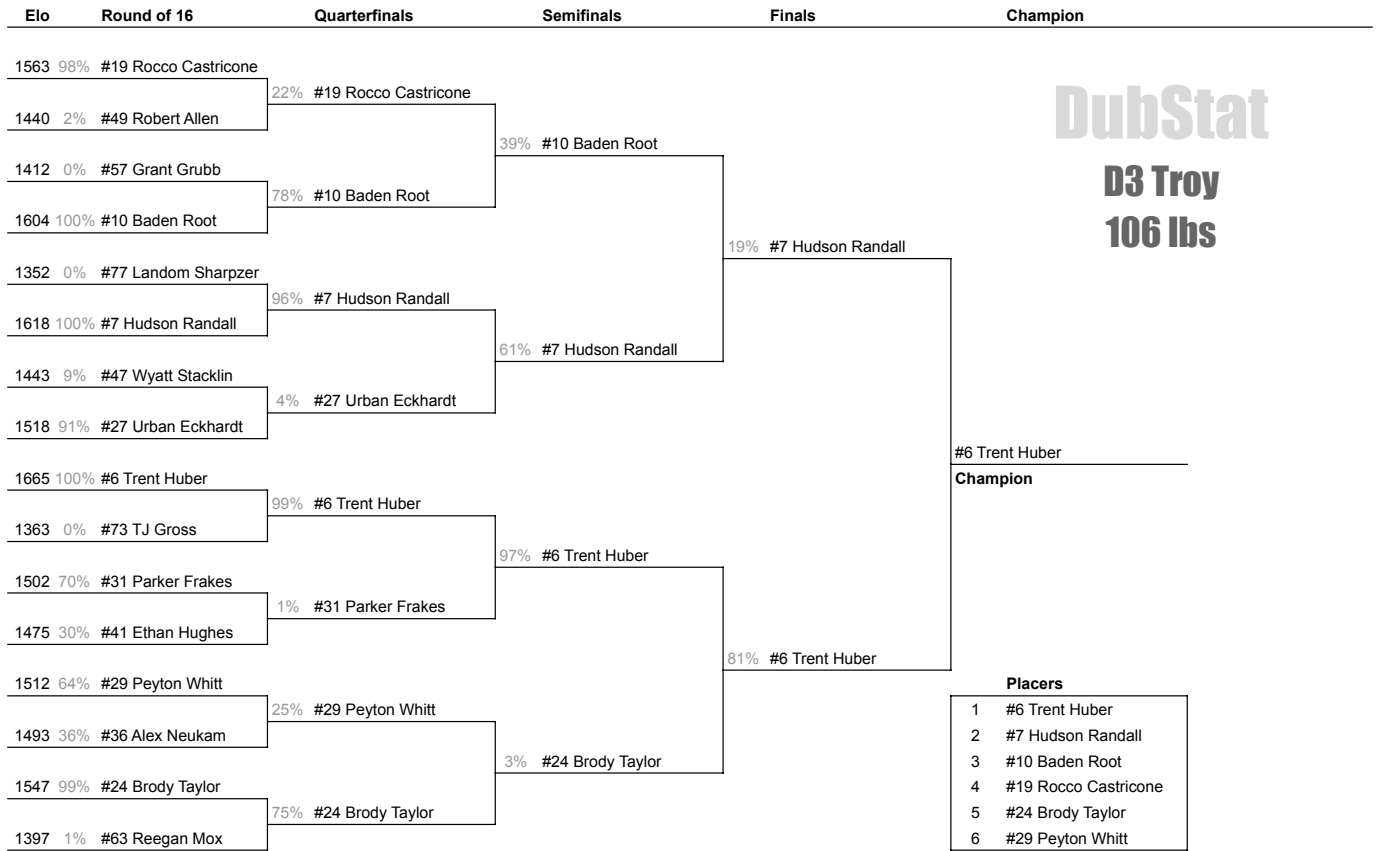 Elo Round of 16 Quarterfinals Semifinals Finals Champion
1563 98% #19 Rocco Castricone
22% #19 Rocco Castricone
DubStat
1440 2% #49 Robert Allen
39% #10 Baden Root
1412 0% #57 Grant Grubb
D3 Troy
78% #10 Baden Root
1604 100% #10 Baden Root
106 lbs
19% #7 Hudson Randall
1352 0% #77 Landom Sharpzer
96% #7 Hudson Randall
1618 100% #7 Hudson Randall
61% #7 Hudson Randall
1443 9% #47 Wyatt Stacklin
4% #27 Urban Eckhardt
1518 91% #27 Urban Eckhardt
#6 Trent Huber
1665 100% #6 Trent Huber
Champion
99% #6 Trent Huber
1363 0% #73 TJ Gross
97% #6 Trent Huber
1502 70% #31 Parker Frakes
1% #31 Parker Frakes
1475 30% #41 Ethan Hughes
81% #6 Trent Huber
1512 64% #29 Peyton Whitt
Placers
25% #29 Peyton Whitt
1 #6 Trent Huber
1493 36% #36 Alex Neukam
2 #7 Hudson Randall
3% #24 Brody Taylor
3 #10 Baden Root
1547 99% #24 Brody Taylor
4 #19 Rocco Castricone
75% #24 Brody Taylor
5 #24 Brody Taylor
1397 1% #63 Reegan Mox
6 #29 Peyton Whitt